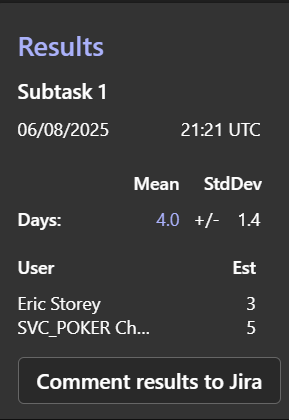 Results
Subtask 1
06/08/2025 21:21 UTC
Mean StdDev
Days: 4.0 +/- 1.4
User Est
Eric Storey 3
SVC_POKER Ch... 5
Comment results to Jira